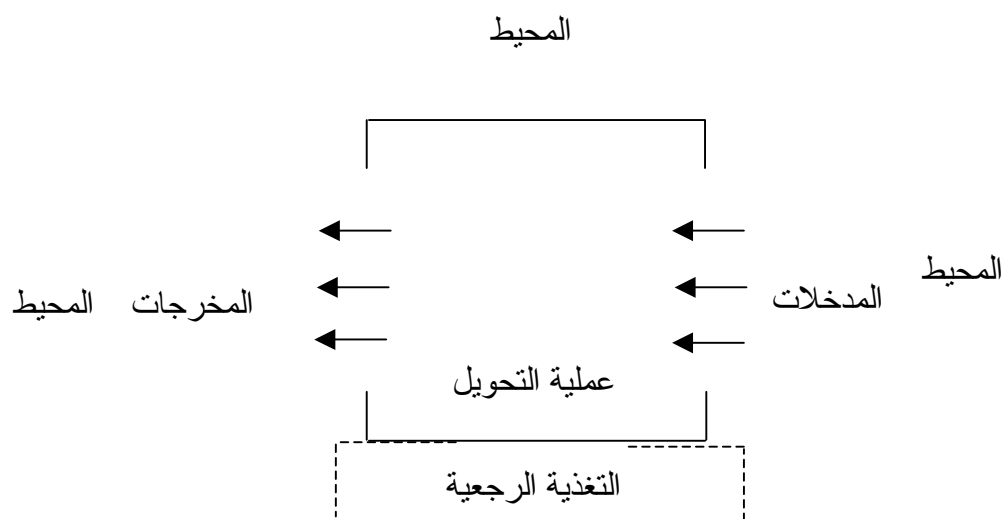 المحيط
المحيط
المدخلات
المخرجات
المحيط
عملية التحويل
التغذية الرجعية